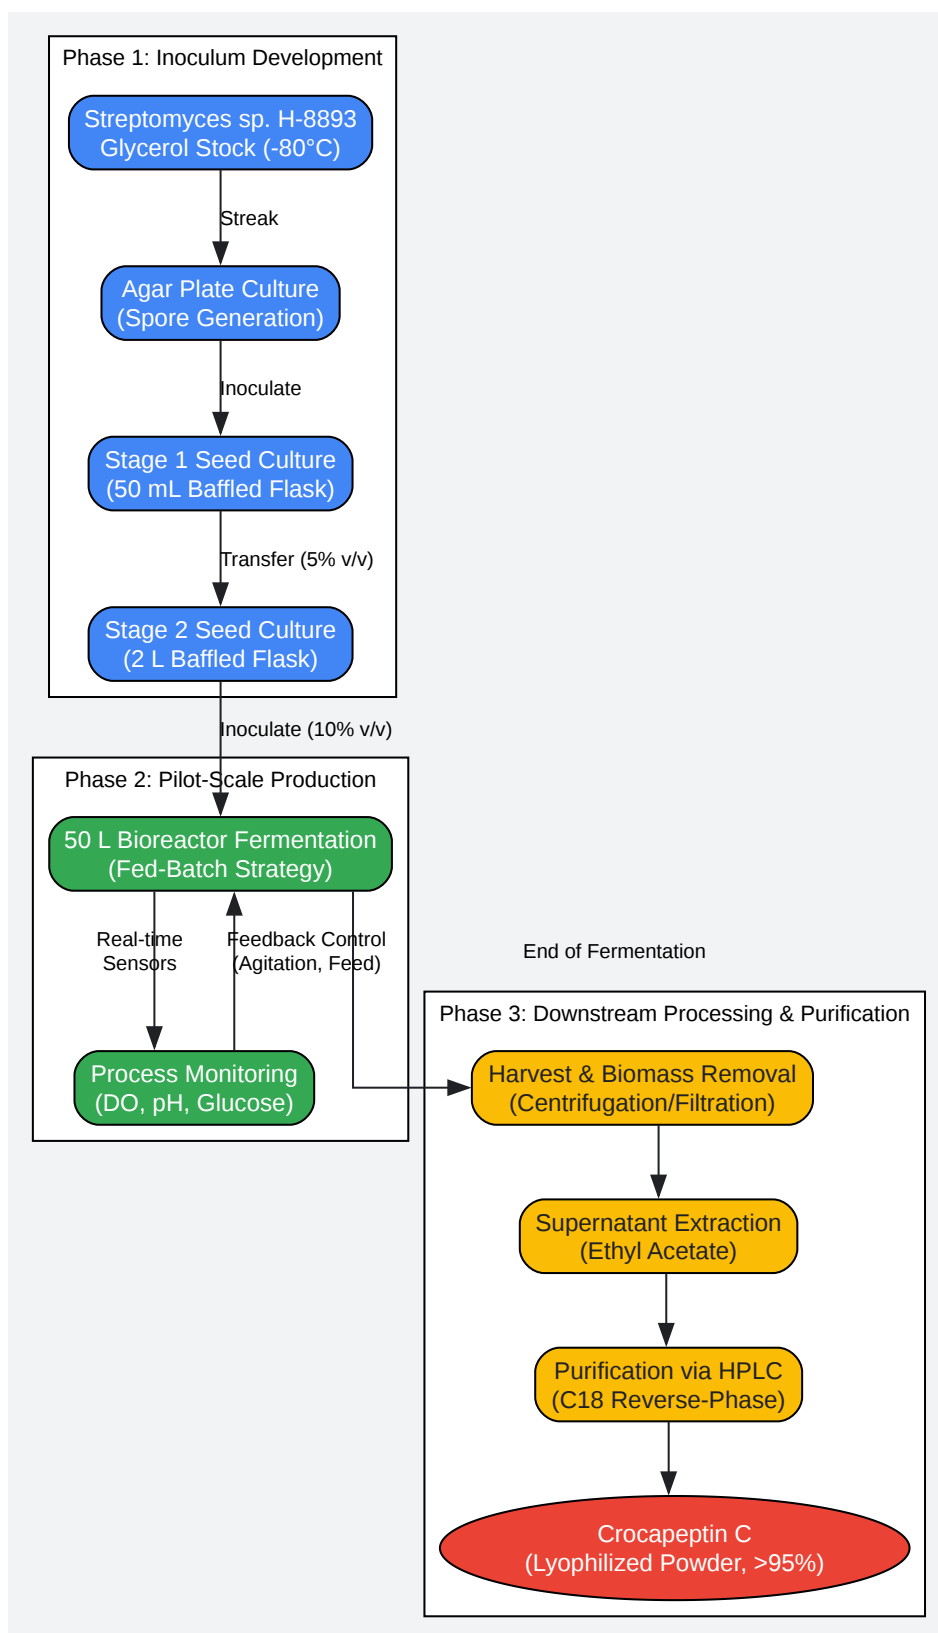 Phase 1: Inoculum Development
Streptomyces sp. H-8893
Glycerol Stock (-80°C)
Streak
Agar Plate Culture
(Spore Generation)
Inoculate
Stage 1 Seed Culture
(50 mL Baffled Flask)
Transfer (5% v/v)
Stage 2 Seed Culture
(2 L Baffled Flask)
Inoculate (10% v/v)
Phase 2: Pilot-Scale Production
50 L Bioreactor Fermentation
(Fed-Batch Strategy)
Real-time
Sensors
Feedback Control
(Agitation, Feed)
Process Monitoring
(DO, pH, Glucose)
End of Fermentation
Phase 3: Downstream Processing & Purification
Harvest & Biomass Removal
(Centrifugation/Filtration)
Supernatant Extraction
(Ethyl Acetate)
Purification via HPLC
(C18 Reverse-Phase)
Crocapeptin C
(Lyophilized Powder, >95%)